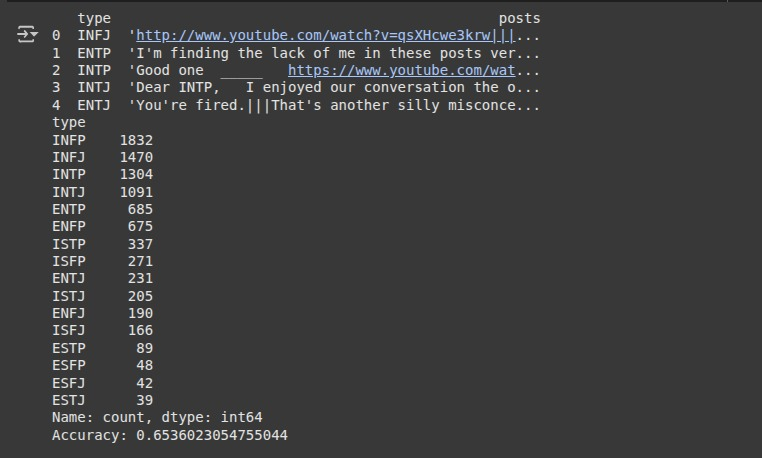 type posts
0 INFJ 'http://www.youtube.com/watch?v=qsXHcwe3krw|||...
1 ENTP 'I'm finding the lack of me in these posts ver...
2 INTP 'Good one _____ https://www.youtube.com/wat...
3 INTJ 'Dear INTP, I enjoyed our conversation the o...
4 ENTJ 'You're fired.|||That's another silly misconce...
type
INFP 1832
INFJ 1470
INTP 1304
INTJ 1091
ENTP 685
ENFP 675
ISTP 337
ISFP 271
ENTJ 231
ISTJ 205
ENFJ 190
ISFJ 166
ESTP 89
ESFP 48
ESFJ 42
ESTJ 39
Name: count, dtype: int64
Accuracy: 0.6536023054755044